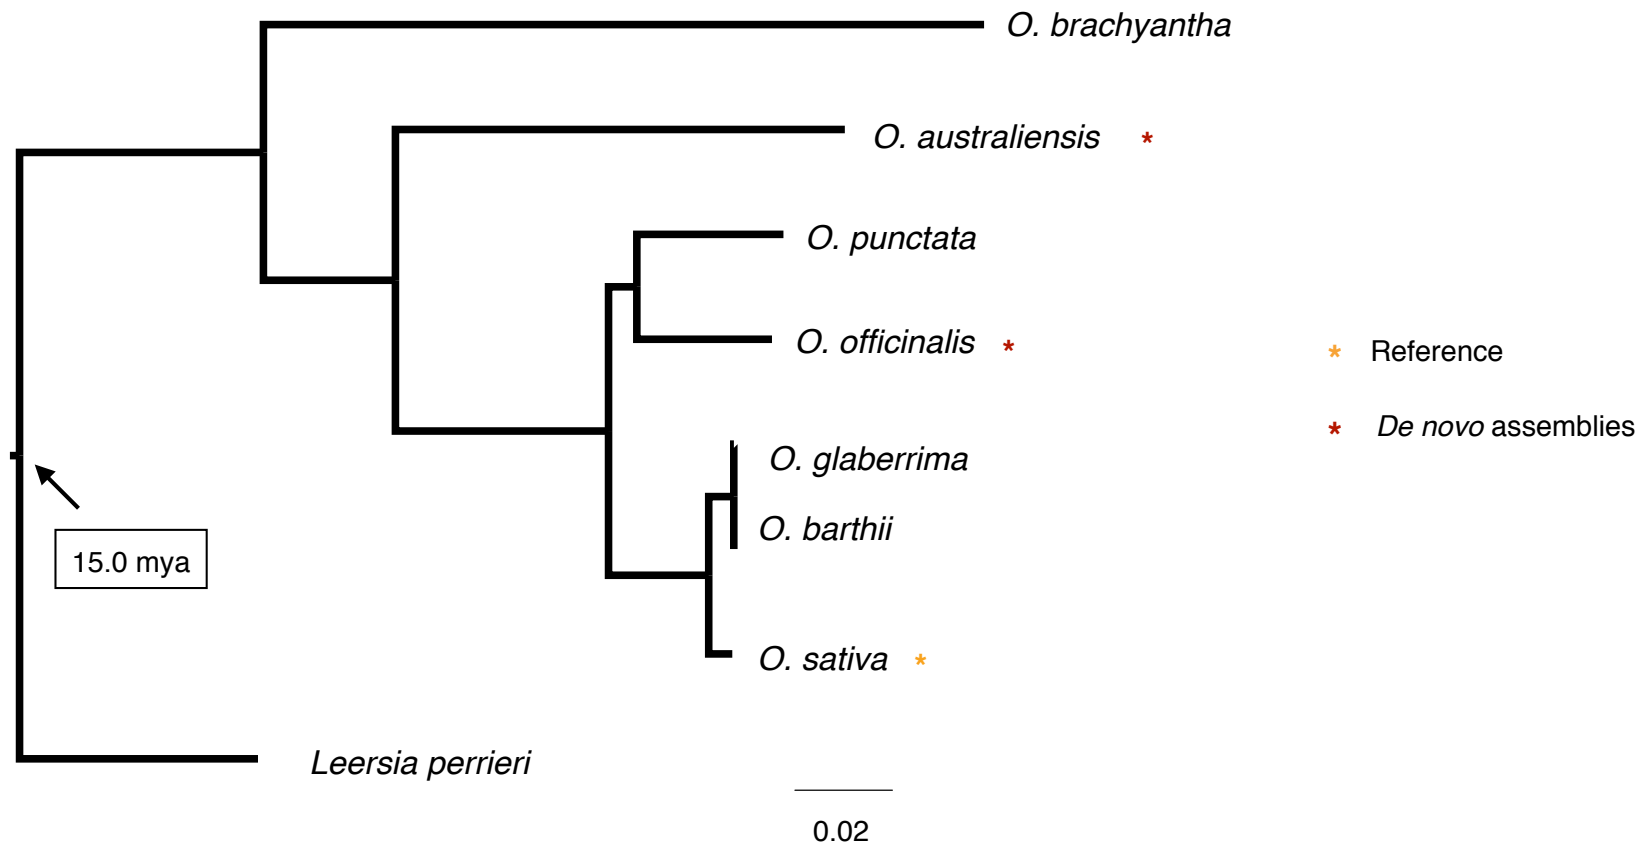 O. brachyantha
O. australiensis *
O. punctata
O. officinalis *
* Reference
* De novo assemblies
O. glaberrima
O. barthii
15.0 mya
O. sativa *
Leersia perrieri
0.02